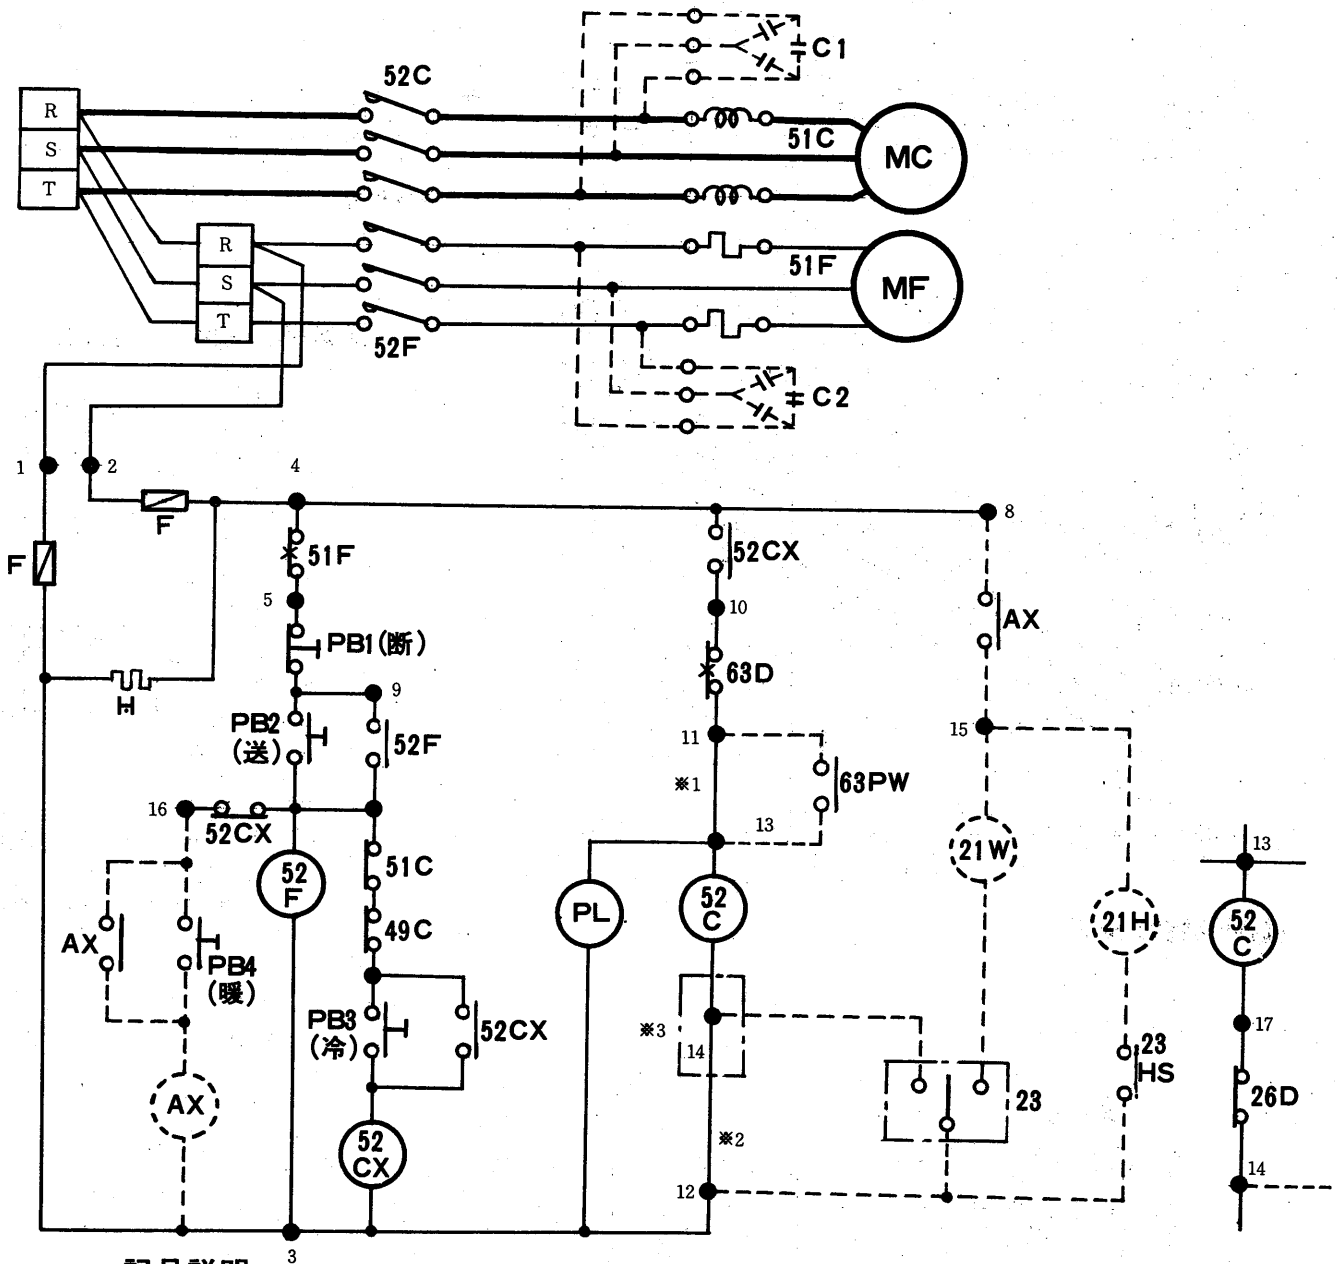 C1
52C
R
S
T
51C
MC
R
S
T
51F
MF
52F
C2
1
2
4
8
F
F
51F
52CX
5
10
AX
PB1(断)
63D
H
9
PB2
(送)
52F
11
15
※1
63PW
16
52CX
13
21W
13
52
F
51C
PL
52
C
21H
52
C
49C
AX
PB4
(暖)
PB3
(冷)
52CX
※3
14
17
23
HS
23
26D
AX
52
CX
※2
12
14
3